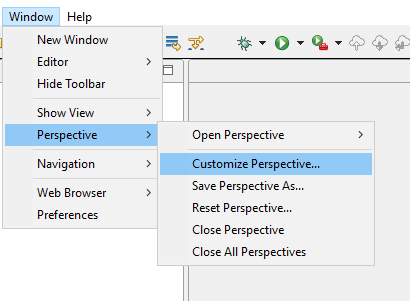 Window Help
New Window
Editor
Hide Toolbar
Show View
Perspective
Navigation
Web Browser
Preferences
Open Perspective
Customize Perspective...
Save Perspective As...
Reset Perspective...
Close Perspective
Close All Perspectives